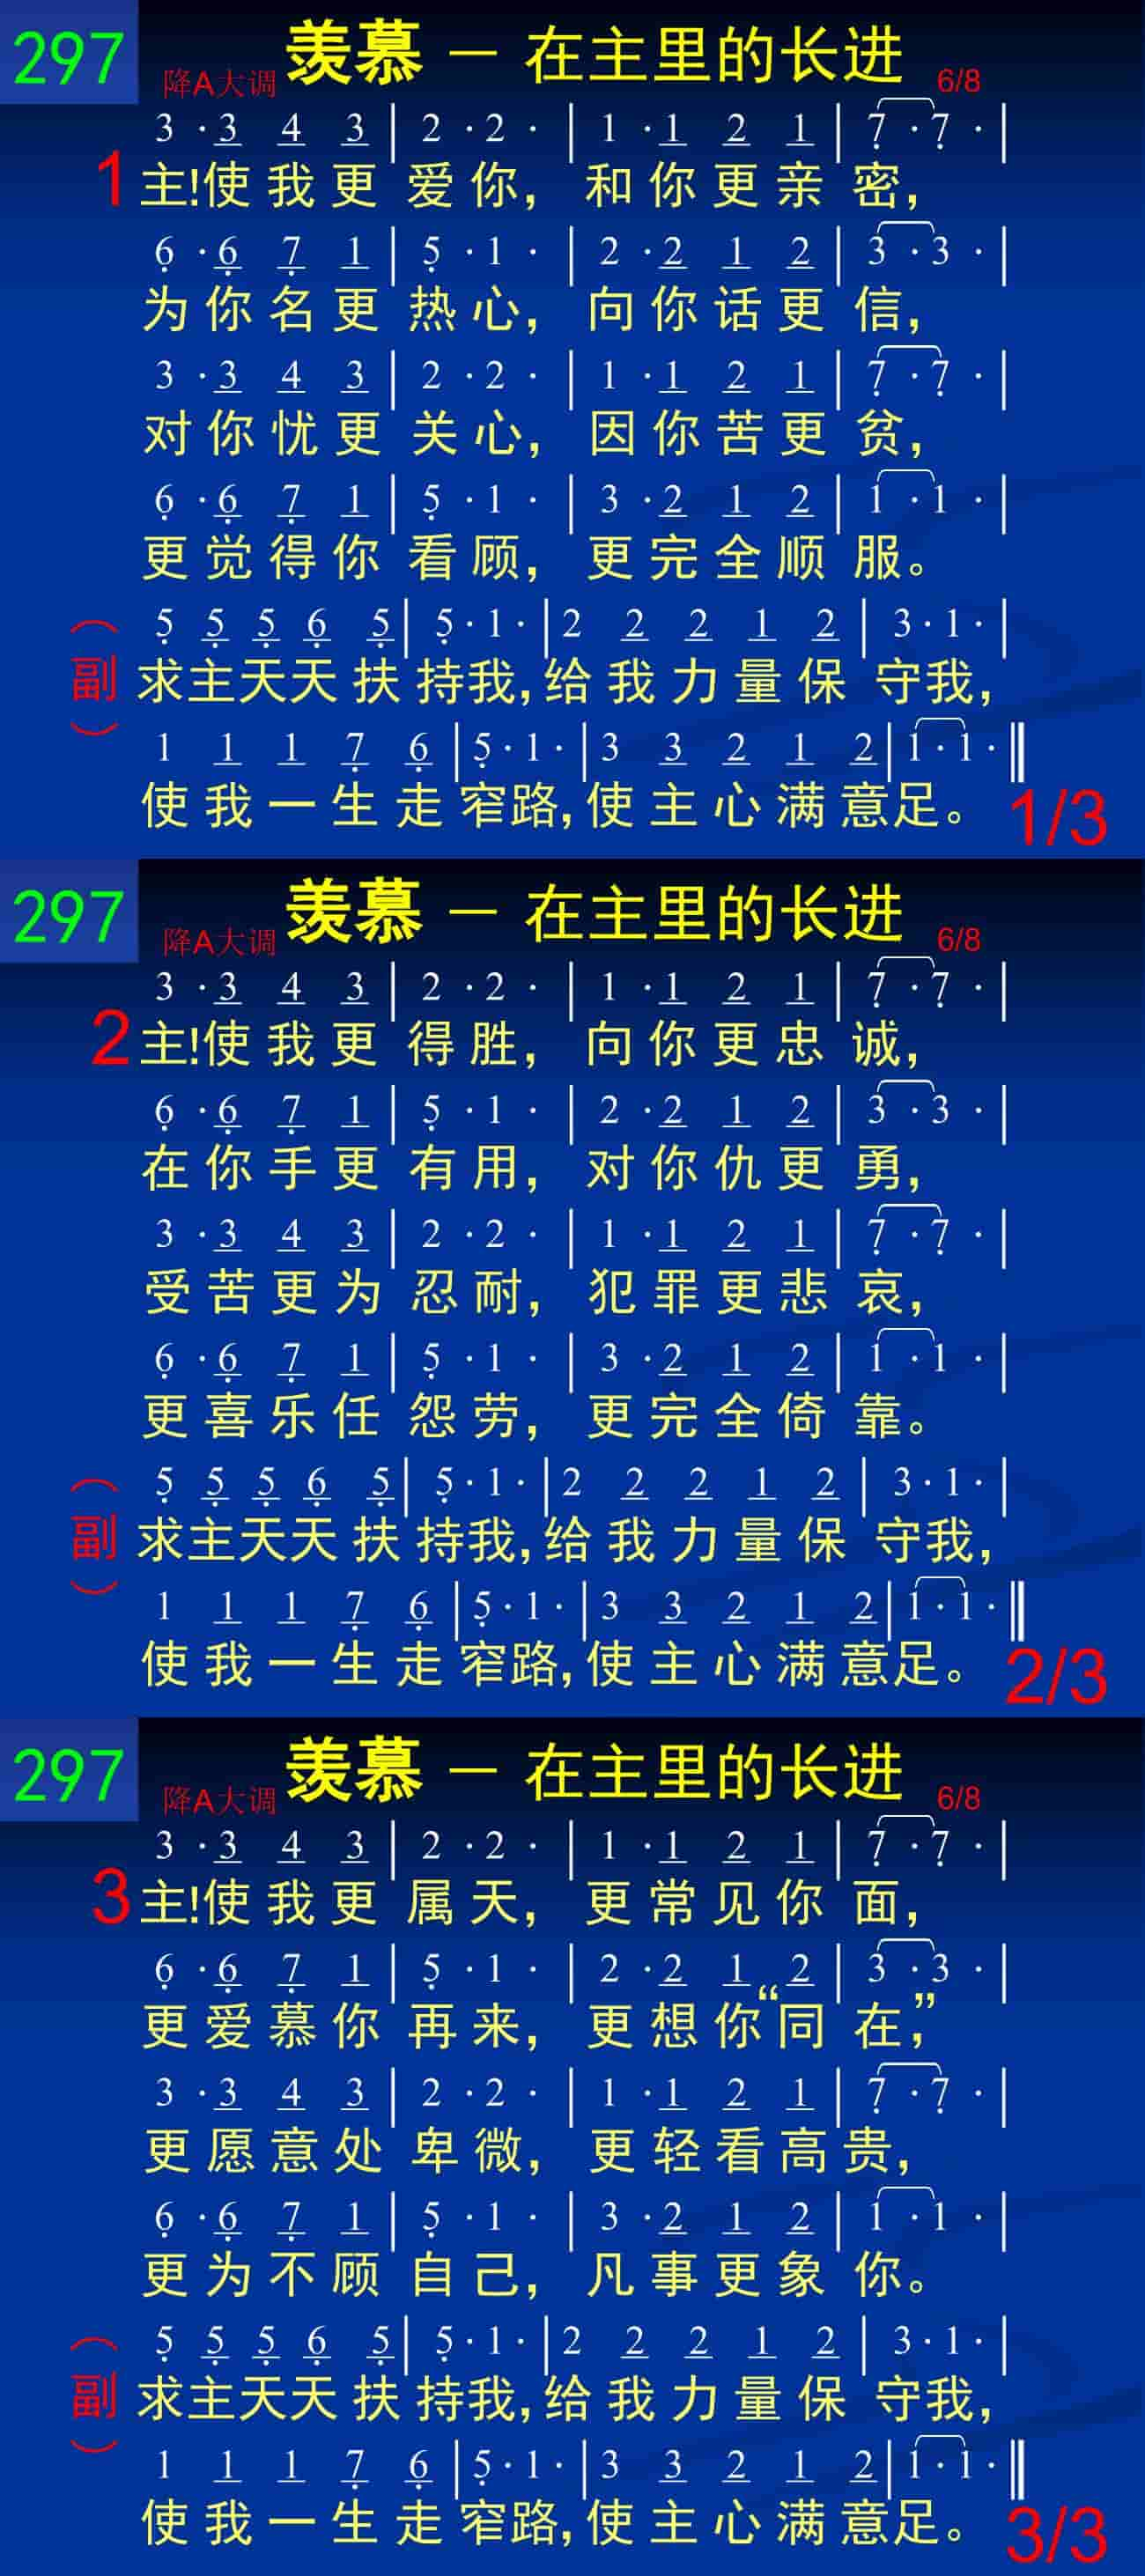 297 羡慕 — 在主里的长进
降A大调 6/8
3 ·3 4 3 | 2 ·2 · | 1 ·1 2 1 | 7 ·7 · |
1 主!使我更 爱你, 和你更亲 密,
6 ·6 7 1 | 5 ·1 · | 2 ·2 1 2 | 3 ·3 · |
为你名更 热心, 向你话更 信,
3 ·3 4 3 | 2 ·2 · | 1 ·1 2 1 | 7 ·7 · |
对你忧更 关心, 因你苦更 贫,
6 ·6 7 1 | 5 ·1 · | 3 ·2 1 2 | 1 ·1 · |
更觉得你 看顾, 更完全顺 服。
5 5 5 6 5 | 5·1· | 2 2 2 1 2 | 3·1· |
(副) 求主天天扶 持我,给我力量保 守我,
1 1 1 7 6 | 5·1· | 3 3 2 1 2 | 1·1· ‖
使我一生走 窄路,使主心满意足。 1/3
297 羡慕 — 在主里的长进
降A大调 6/8
3 ·3 4 3 | 2 ·2 · | 1 ·1 2 1 | 7 ·7 · |
2 主!使我更 得胜, 向你更忠 诚,
6 ·6 7 1 | 5 ·1 · | 2 ·2 1 2 | 3 ·3 · |
在你手更 有用, 对你仇更 勇,
3 ·3 4 3 | 2 ·2 · | 1 ·1 2 1 | 7 ·7 · |
受苦更为 忍耐, 犯罪更悲 哀,
6 ·6 7 1 | 5 ·1 · | 3 ·2 1 2 | 1 ·1 · |
更喜乐任 怨劳, 更完全倚 靠。
5 5 5 6 5 | 5·1· | 2 2 2 1 2 | 3·1· |
(副) 求主天天扶 持我,给我力量保 守我,
1 1 1 7 6 | 5·1· | 3 3 2 1 2 | 1·1· ‖
使我一生走 窄路,使主心满意足。 2/3
297 羡慕 — 在主里的长进
降A大调 6/8
3 ·3 4 3 | 2 ·2 · | 1 ·1 2 1 | 7 ·7 · |
3 主!使我更 属天, 更常见你 面,
6 ·6 7 1 | 5 ·1 · | 2 ·2 1 2 | 3 ·3 · |
更爱慕你 再来, 更想你“同 在,”
3 ·3 4 3 | 2 ·2 · | 1 ·1 2 1 | 7 ·7 · |
更愿意处 卑微, 更轻看高贵,
6 ·6 7 1 | 5 ·1 · | 3 ·2 1 2 | 1 ·1 · |
更为不顾 自己, 凡事更象 你。
5 5 5 6 5 | 5·1· | 2 2 2 1 2 | 3·1· |
(副) 求主天天扶 持我,给我力量保 守我,
1 1 1 7 6 | 5·1· | 3 3 2 1 2 | 1·1· ‖
使我一生走 窄路,使主心满意足。 3/3